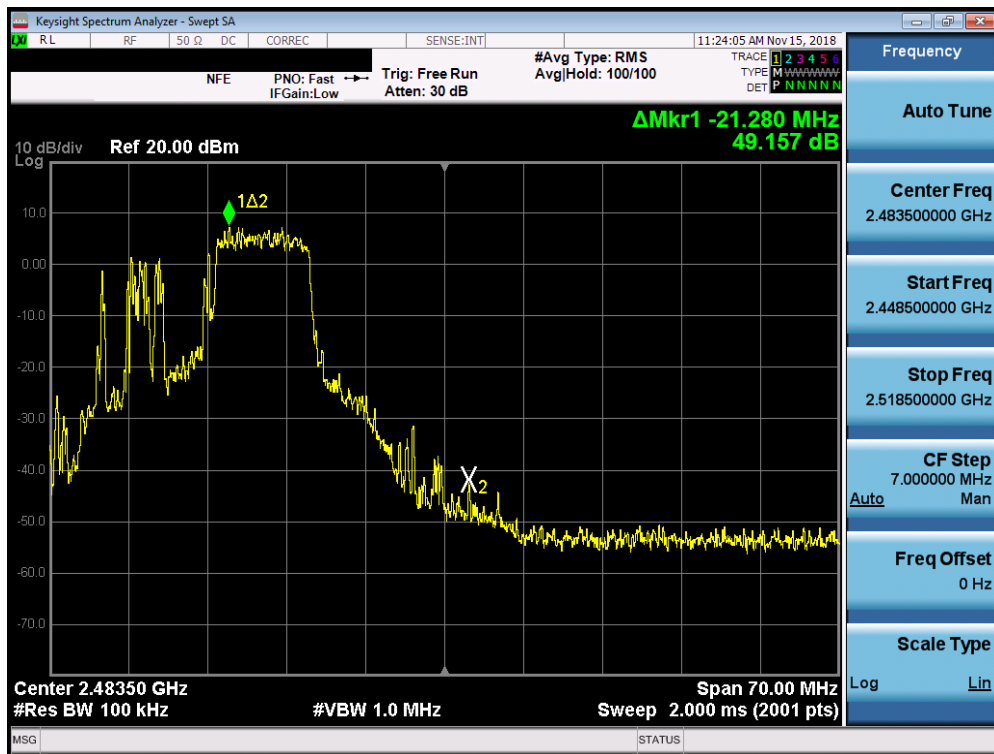 Keysight Spectrum Analyzer - Swept SA
LXI RL RF 50 Ω DC CORREC SENSE:INT 11:24:05 AM Nov 15, 2018
NFE PNO: Fast Trig: Free Run #Avg Type: RMS TRACE 1 2 3 4 5 6
IFGain:Low Atten: 30 dB Avg|Hold: 100/100 TYPE M WWWWWW
DET P N N N N N
ΔMkr1 -21.280 MHz
49.157 dB
10 dB/div Ref 20.00 dBm
Log
1Δ2
10.0
0.00
-10.0
-20.0
-30.0
-40.0
X2
-50.0
-60.0
-70.0
Center 2.48350 GHz Span 70.00 MHz
#Res BW 100 kHz #VBW 1.0 MHz Sweep 2.000 ms (2001 pts)
MSG STATUS
Frequency
Auto Tune
Center Freq
2.483500000 GHz
Start Freq
2.448500000 GHz
Stop Freq
2.518500000 GHz
CF Step
7.000000 MHz
Auto Man
Freq Offset
0 Hz
Scale Type
Log Lin